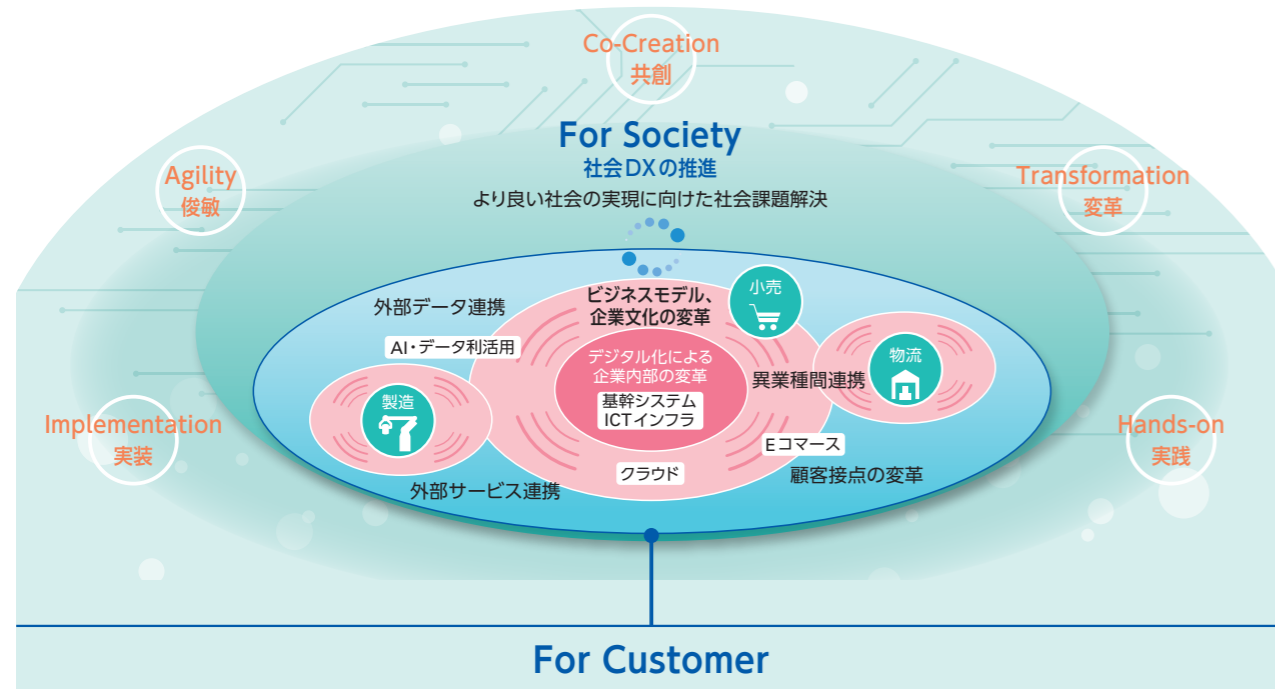 Co-Creation
共創
For Society
社会DXの推進
より良い社会の実現に向けた社会課題解決
Agility
俊敏
Transformation
変革
Implementation
実装
Hands-on
実践
外部データ連携
AI・データ利活用
ビジネスモデル、
企業文化の変革
小売
デジタル化による
企業内部の変革
基幹システム
ICTインフラ
異業種間連携
物流
製造
Eコマース
クラウド
顧客接点の変革
外部サービス連携
For Customer